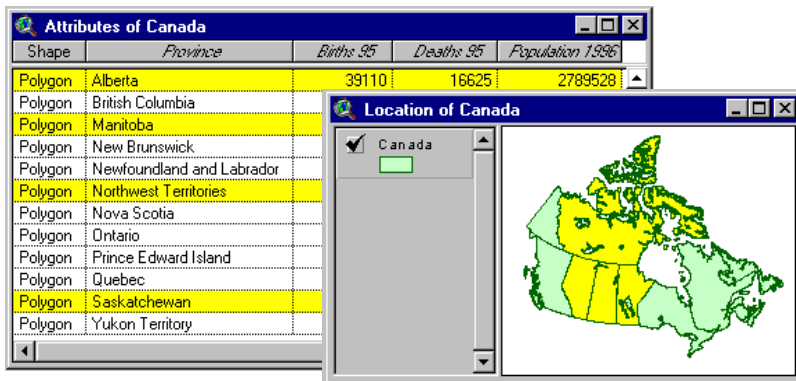 Attributes of Canada
Shape Province Births 95 Deaths 95 Population 1996
Polygon Alberta 39110 16625 2789528
Polygon British Columbia
Polygon Manitoba
Polygon New Brunswick
Polygon Newfoundland and Labrador
Polygon Northwest Territories
Polygon Nova Scotia
Polygon Ontario
Polygon Prince Edward Island
Polygon Quebec
Polygon Saskatchewan
Polygon Yukon Territory
Location of Canada
Canada